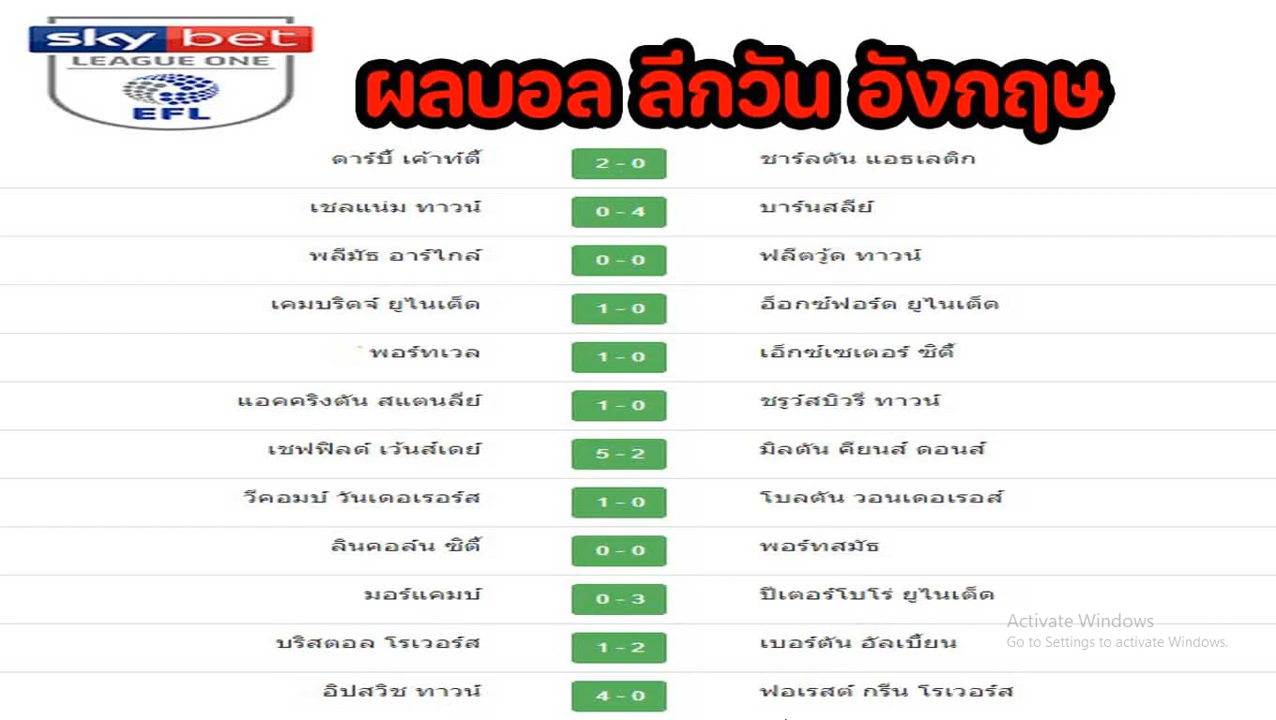 sky bet
LEAGUE ONE
EFL
ผลบอล ลีกวัน อังกฤษ
ดาร์บี้ เค้าท์ตี้ 2 - 0 ชาร์ลตัน แอธเลติก
เชลแน่ม ทาวน์ 0 - 4 บาร์นสลีย์
พลีมัธ อาร์ไกล์ 0 - 0 ฟลีตวู้ด ทาวน์
เคมบริดจ์ ยูไนเต็ด 1 - 0 อ็อกซ์ฟอร์ด ยูไนเต็ด
พอร์ทเวล 1 - 0 เอ็กซ์เซเตอร์ ซิตี้
แอคคริงตัน สแตนลีย์ 1 - 0 ชรูว์สบิวรี่ ทาวน์
เชฟฟิลด์ เว้นส์เดย์ 5 - 2 มิลตัน คียนส์ ดอนส์
วีคอมบ์ วันเดอเรอร์ส 1 - 0 โบลตัน วอนเดอเรอส์
ลินคอล์น ซิตี้ 0 - 0 พอร์ทสมัธ
มอร์แคมบ์ 0 - 3 ปีเตอร์โบโร่ ยูไนเต็ด
บริสตอล โรเวอร์ส 1 - 2 เบอร์ตัน อัลเบี้ยน
อิปสวิช ทาวน์ 4 - 0 ฟอเรสต์ กรีน โรเวอร์ส
Activate Windows
Go to Settings to activate Windows.